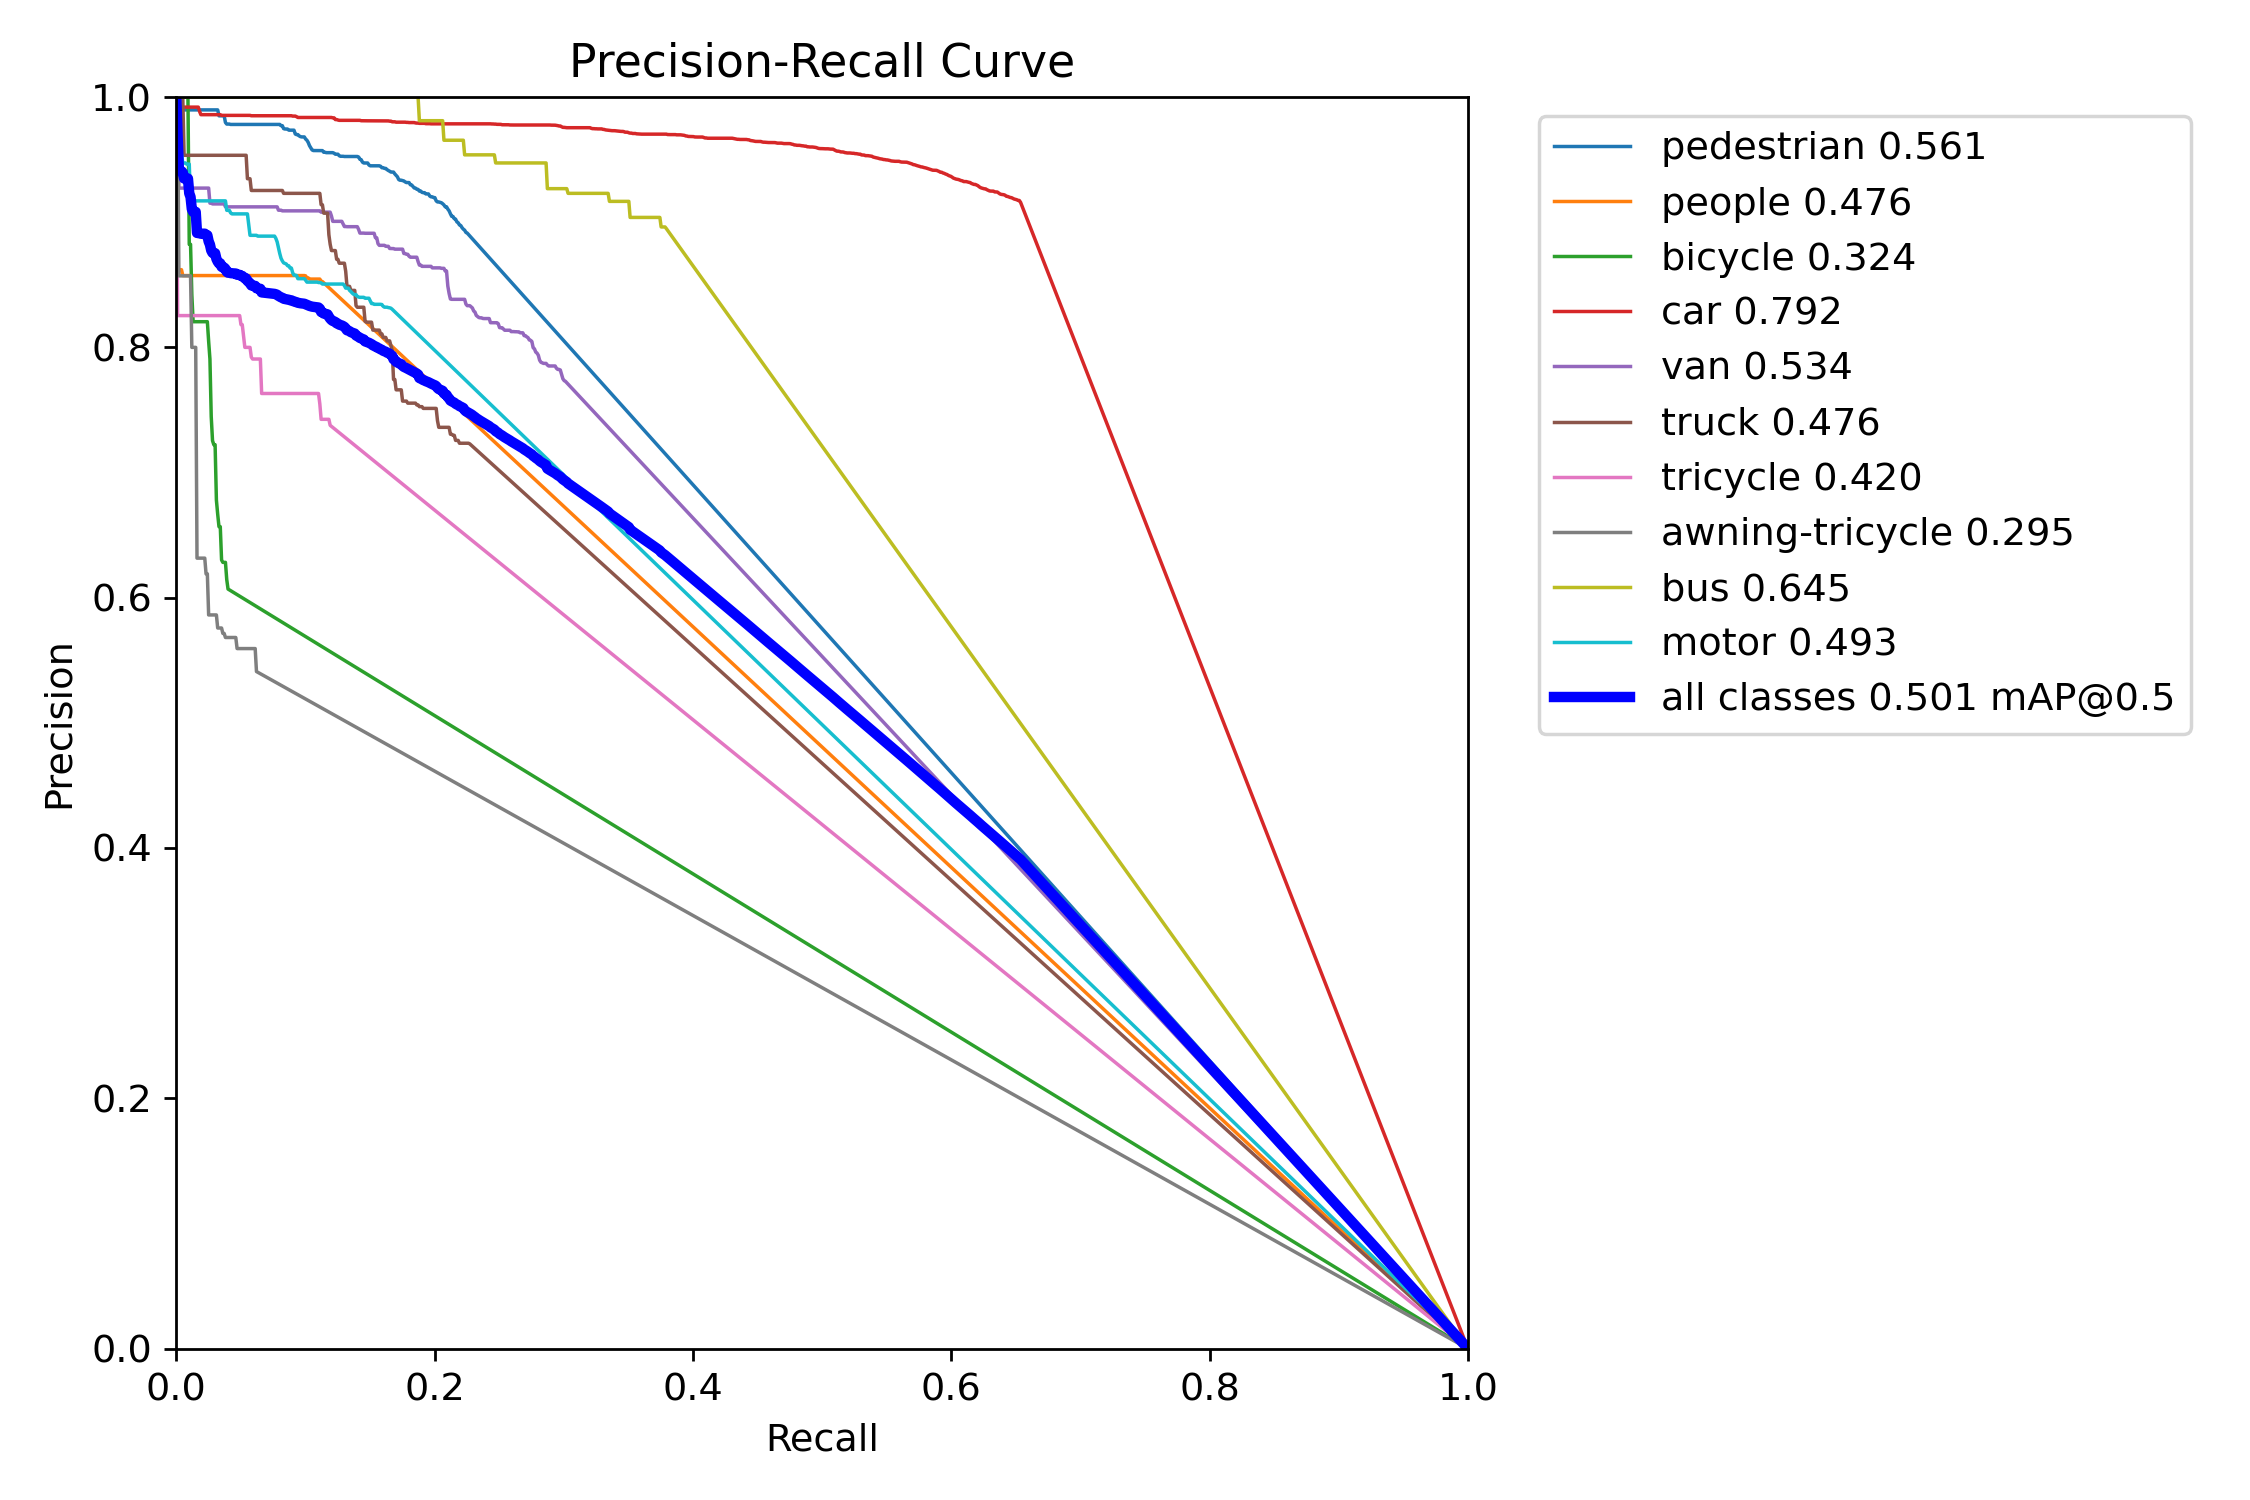 Precision-Recall Curve
1.0
0.8
0.6
0.4
0.2
0.0
Precision
0.0 0.2 0.4 0.6 0.8 1.0
Recall
pedestrian 0.561
people 0.476
bicycle 0.324
car 0.792
van 0.534
truck 0.476
tricycle 0.420
awning-tricycle 0.295
bus 0.645
motor 0.493
all classes 0.501 mAP@0.5